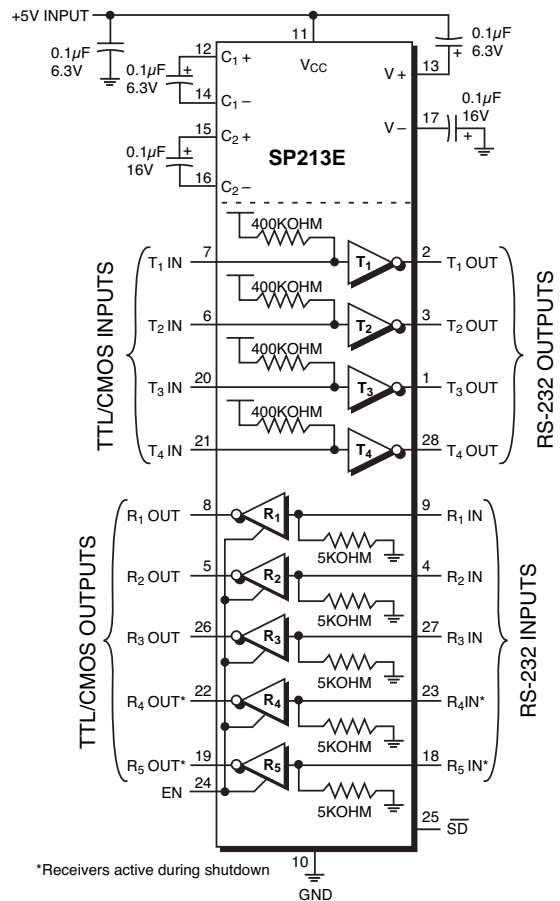 +5V INPUT
0.1µF
6.3V
0.1µF
6.3V
0.1µF
16V
0.1µF
6.3V
0.1µF
16V
11
VCC
12
C1+
14
C1–
15
C2+
16
C2–
13
V+
17
V–
SP213E
TTL/CMOS INPUTS
RS-232 OUTPUTS
400KOHM
T1 IN
7
T1
2
T1 OUT
400KOHM
T2 IN
6
T2
3
T2 OUT
400KOHM
T3 IN
20
T3
1
T3 OUT
400KOHM
T4 IN
21
T4
28
T4 OUT
TTL/CMOS OUTPUTS
RS-232 INPUTS
R1 OUT
8
R1
9
R1 IN
5KOHM
R2 OUT
5
R2
4
R2 IN
5KOHM
R3 OUT
26
R3
27
R3 IN
5KOHM
R4 OUT*
22
R4
23
R4IN*
5KOHM
R5 OUT*
19
R5
18
R5 IN*
5KOHM
EN
24
25
SD
10
GND
*Receivers active during shutdown